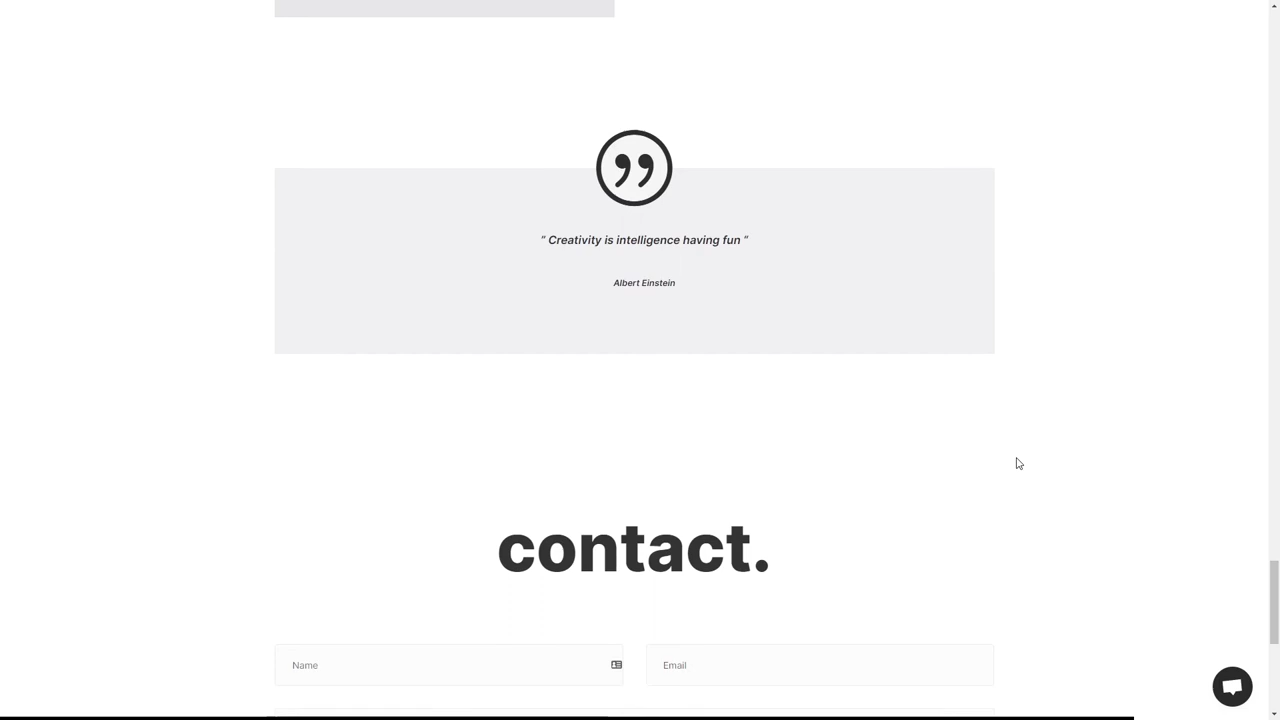 ” Creativity is intelligence having fun “
Albert Einstein
contact.
Name
Email